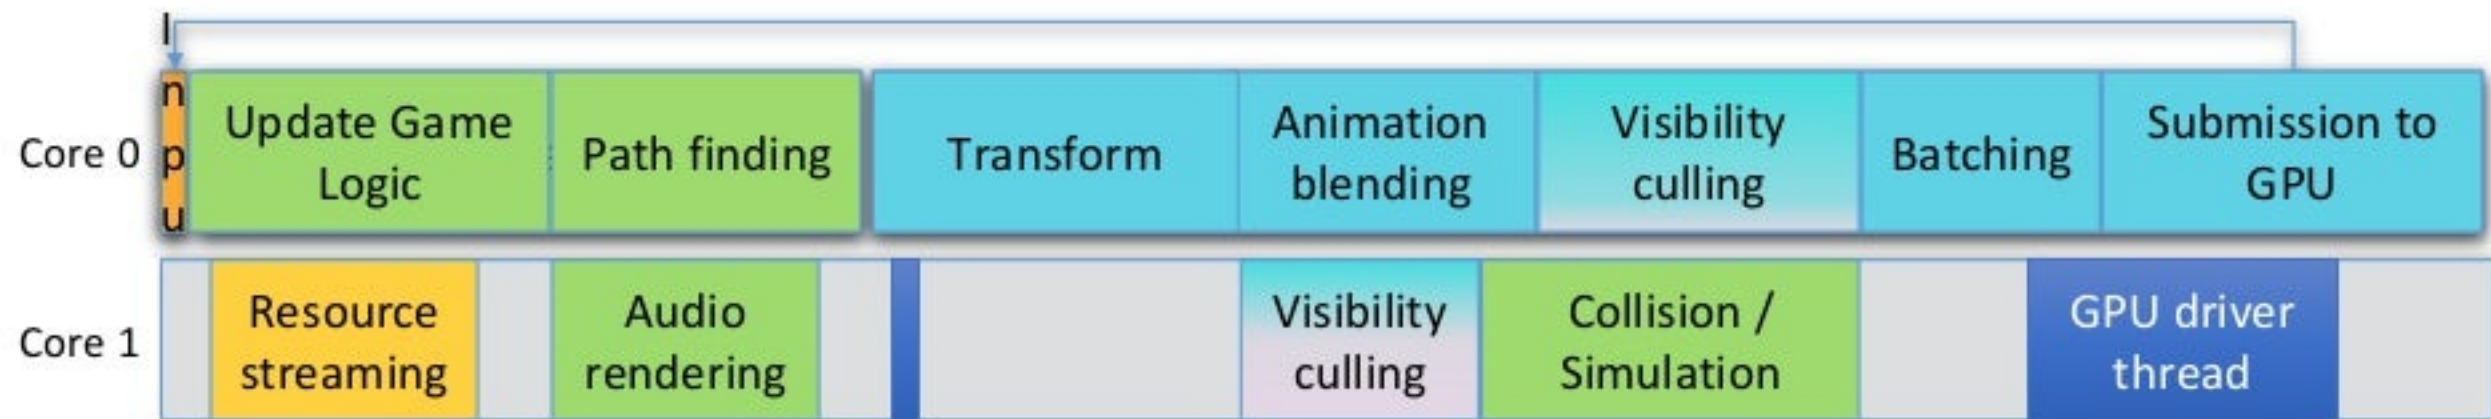 I
n
p
u
Core 0
Update Game
Logic
Path finding
Transform
Animation
blending
Visibility
culling
Batching
Submission to
GPU
Core 1
Resource
streaming
Audio
rendering
Visibility
culling
Collision /
Simulation
GPU driver
thread